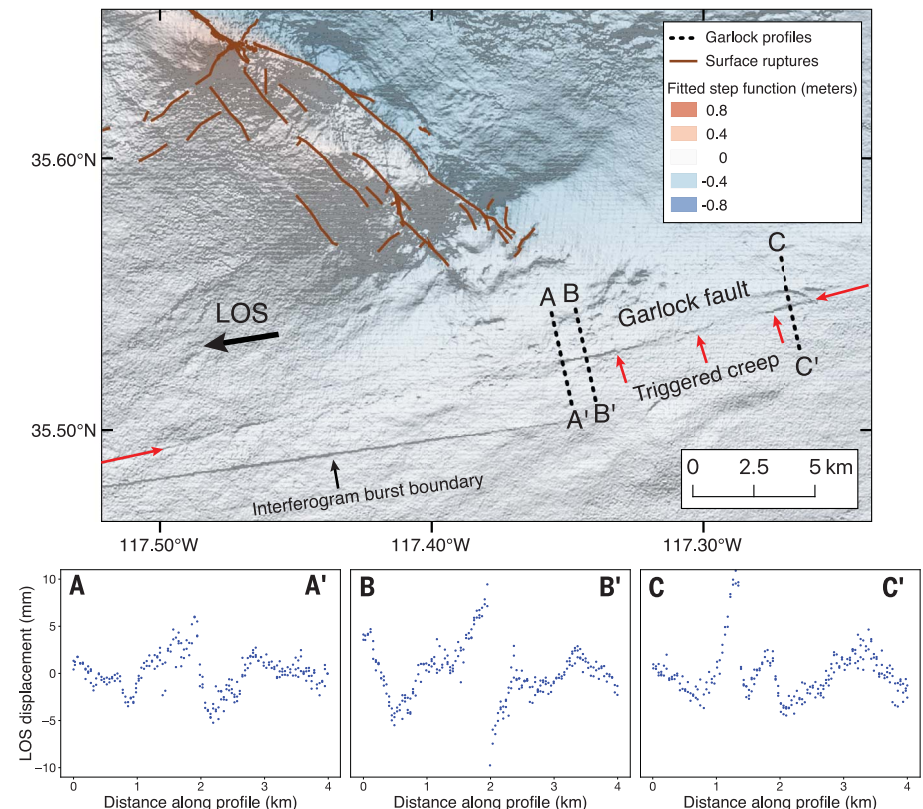 Garlock profiles
Surface ruptures
Fitted step function (meters)
0.8
0.4
0
-0.4
-0.8
35.60°N
35.50°N
LOS
A
B
C
Garlock fault
Triggered creep
A'
B'
C'
Interferogram burst boundary
0 2.5 5 km
117.50°W 117.40°W 117.30°W
A A' B B' C C'
LOS displacement (mm)
10
5
0
−5
−10
0 1 2 3 4 0 1 2 3 4 0 1 2 3 4
Distance along profile (km) Distance along profile (km) Distance along profile (km)